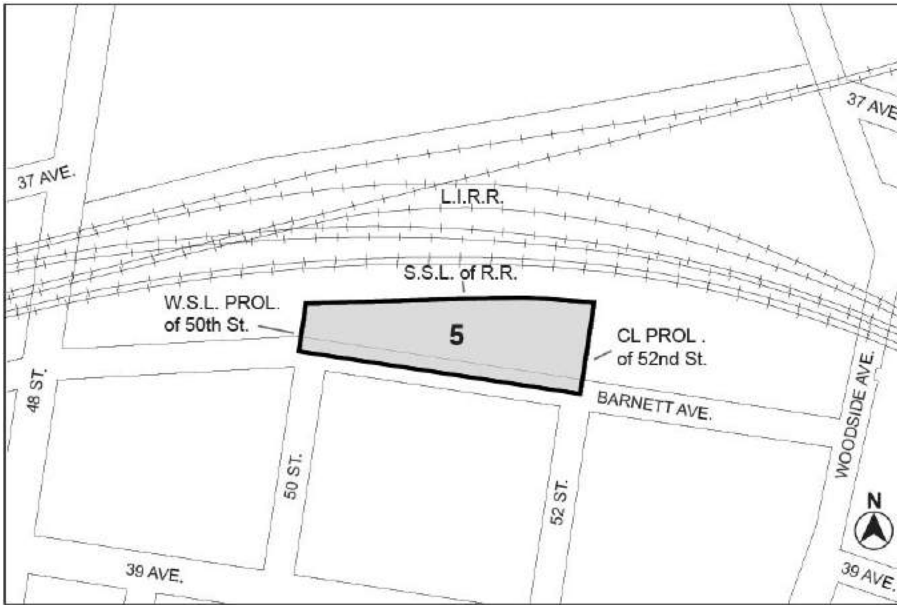 37 AVE.
37 AVE.
L.I.R.R.
S.S.L. of R.R.
W.S.L. PROL.
of 50th St.
5
CL PROL .
of 52nd St.
48 ST.
BARNETT AVE.
WOODSIDE AVE.
50 ST.
52 ST.
N
39 AVE.
39 AVE.